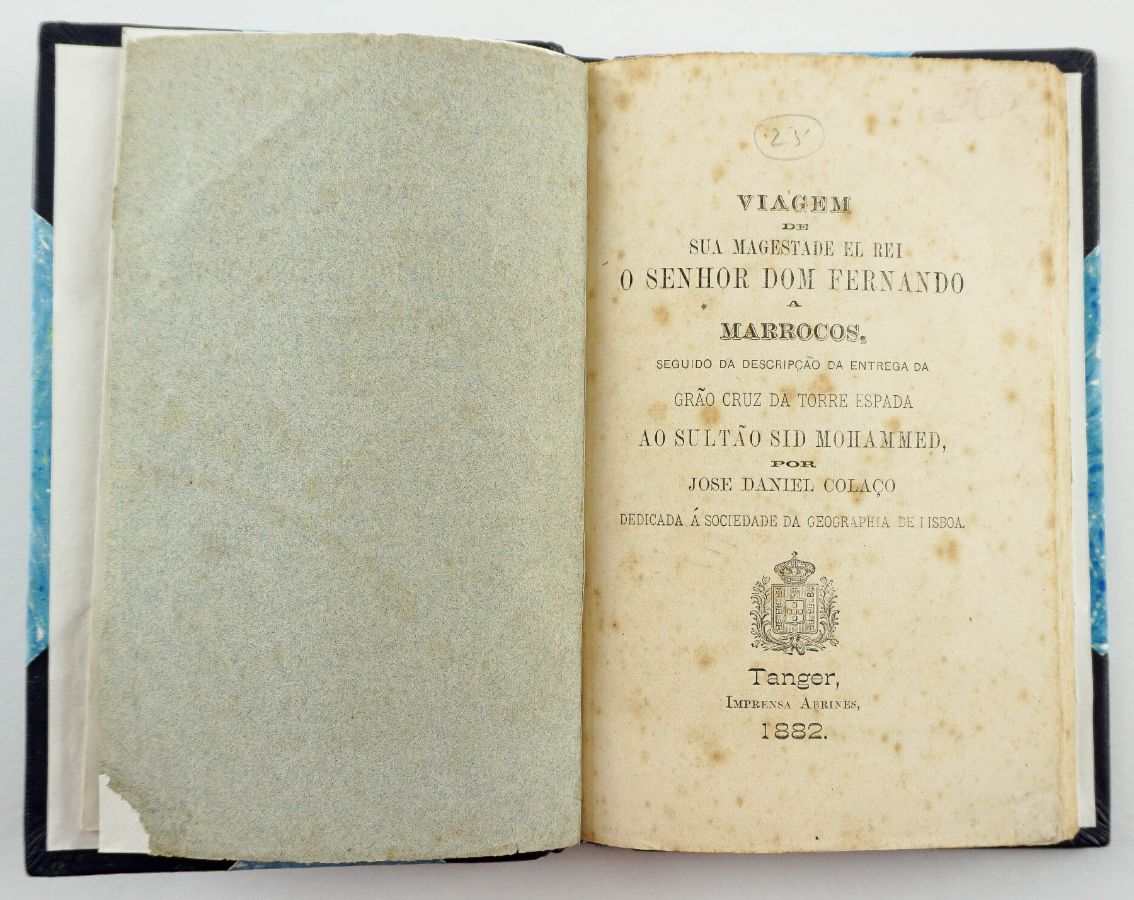 23
VIAGEM
DE
SUA MAGESTADE EL REI
O SENHOR DOM FERNANDO
A
MARROCOS,
SEGUIDO DA DESCRIPÇÃO DA ENTREGA DA
GRÃO CRUZ DA TORRE ESPADA
AO SULTÃO SID MOHAMMED,
POR
JOSE DANIEL COLAÇO
DEDICADA Á SOCIEDADE DA GEOGRAPHIA DE LISBOA.
Tanger,
IMPRENSA ABRINES,
1882.